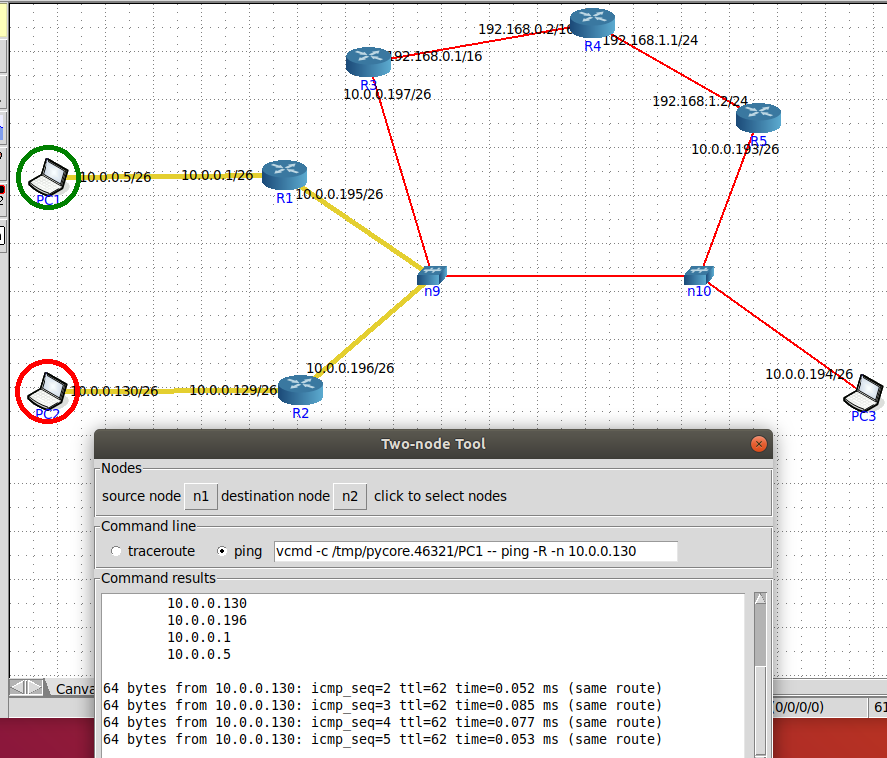 192.168.0.2/16
R4
192.168.1.1/24
192.168.0.1/16
R3
10.0.0.197/26
192.168.1.2/24
R5
10.0.0.193/26
10.0.0.5/26
10.0.0.1/26
PC1
R1
10.0.0.195/26
n9
n10
10.0.0.196/26
10.0.0.194/26
10.0.0.130/26
10.0.0.129/26
PC2
R2
PC3
Two-node Tool
Nodes
source node n1 destination node n2 click to select nodes
Command line
traceroute ping vcmd -c /tmp/pycore.46321/PC1 -- ping -R -n 10.0.0.130
Command results
10.0.0.130
10.0.0.196
10.0.0.1
10.0.0.5
64 bytes from 10.0.0.130: icmp_seq=2 ttl=62 time=0.052 ms (same route)
64 bytes from 10.0.0.130: icmp_seq=3 ttl=62 time=0.085 ms (same route)
64 bytes from 10.0.0.130: icmp_seq=4 ttl=62 time=0.077 ms (same route)
64 bytes from 10.0.0.130: icmp_seq=5 ttl=62 time=0.053 ms (same route)
Canva
/0/0/0)
61